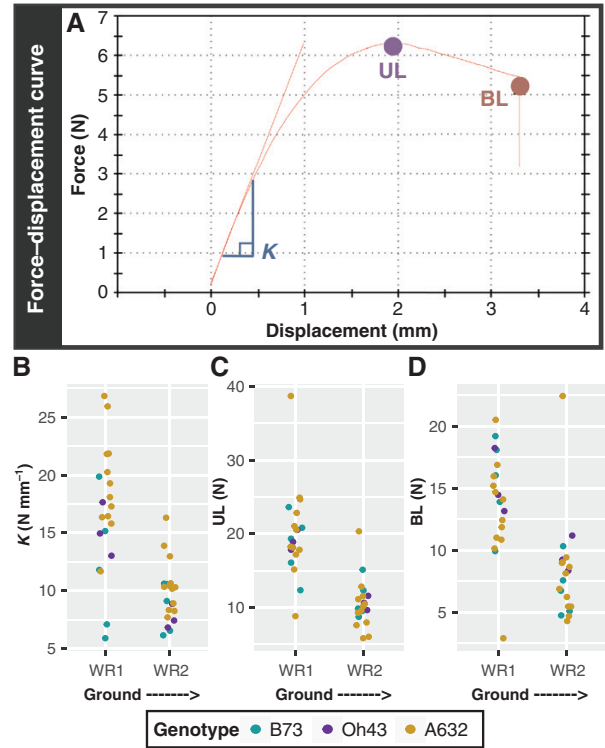 A
Force–displacement curve
Force (N)
7
6
5
4
3
2
1
0
UL
BL
K
0 1 2 3 4
Displacement (mm)
B
K (N mm⁻¹)
25
20
15
10
5
WR1 WR2
Ground ------->
C
UL (N)
40
30
20
10
WR1 WR2
Ground ------->
D
BL (N)
20
15
10
5
WR1 WR2
Ground ------->
Genotype B73 Oh43 A632